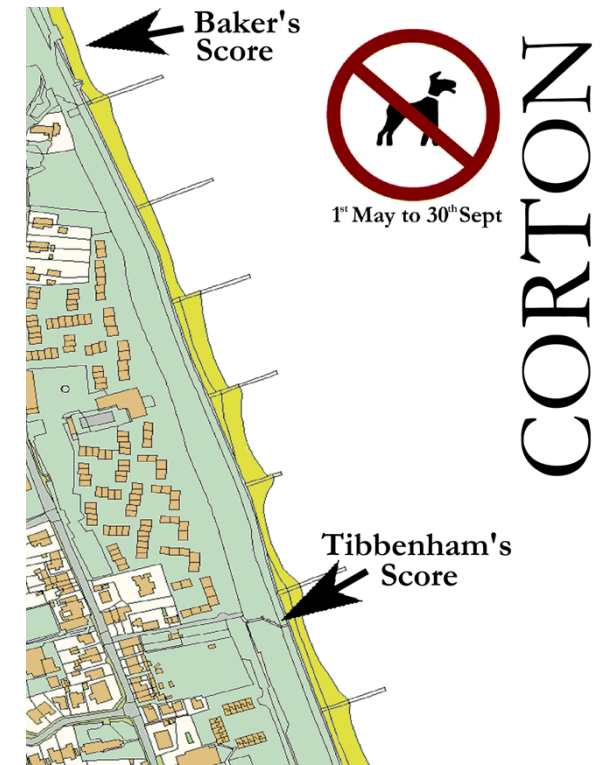 Baker's
Score
1st May to 30th Sept
CORTON
Tibbenham's
Score